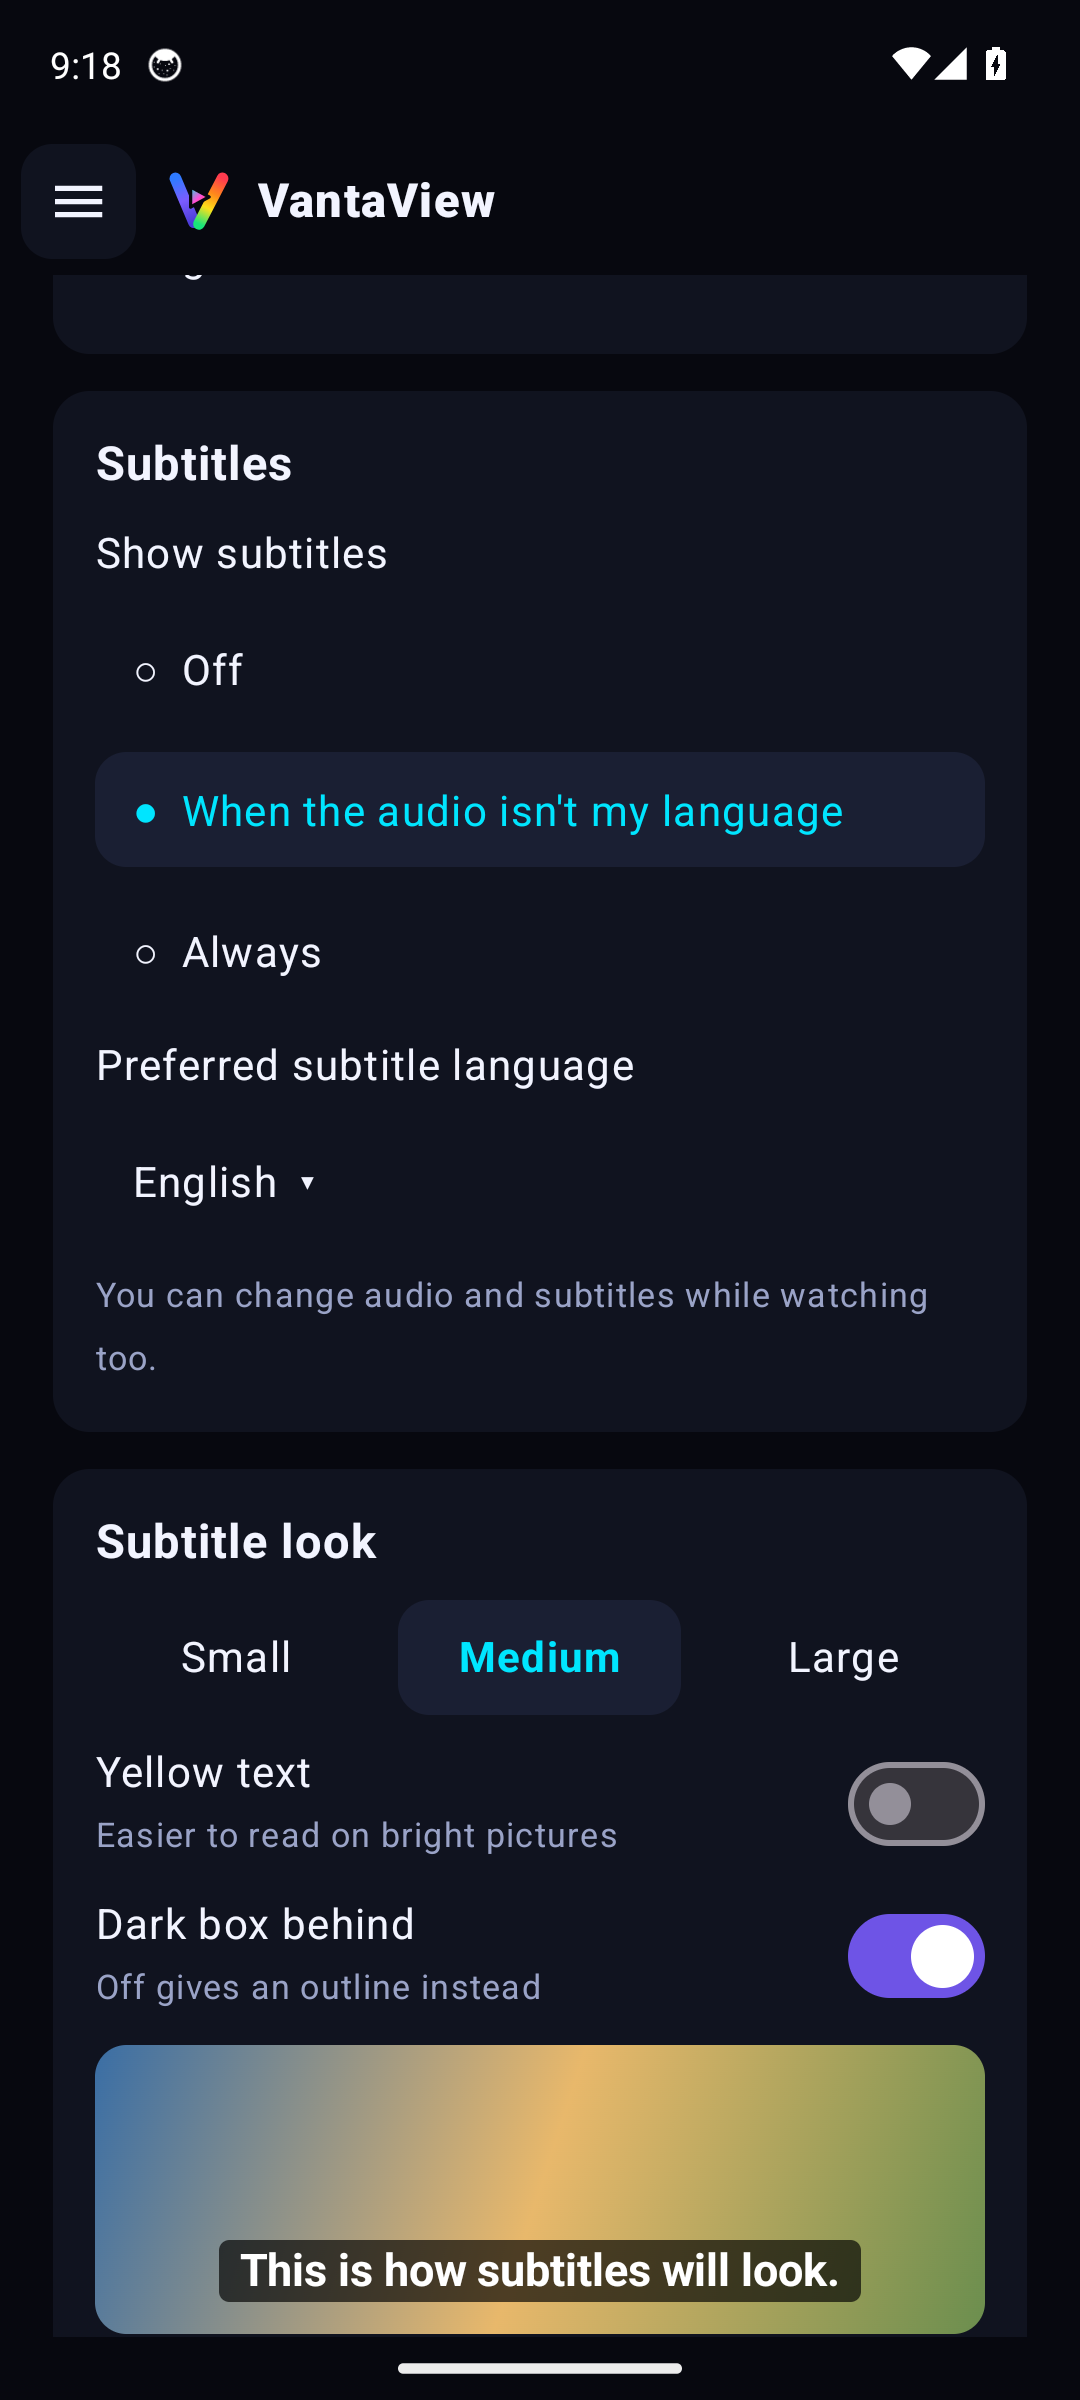 9:18
VantaView
Subtitles
Show subtitles
Off
When the audio isn't my language
Always
Preferred subtitle language
English
You can change audio and subtitles while watching
too.
Subtitle look
Small Medium Large
Yellow text
Easier to read on bright pictures
Dark box behind
Off gives an outline instead
This is how subtitles will look.